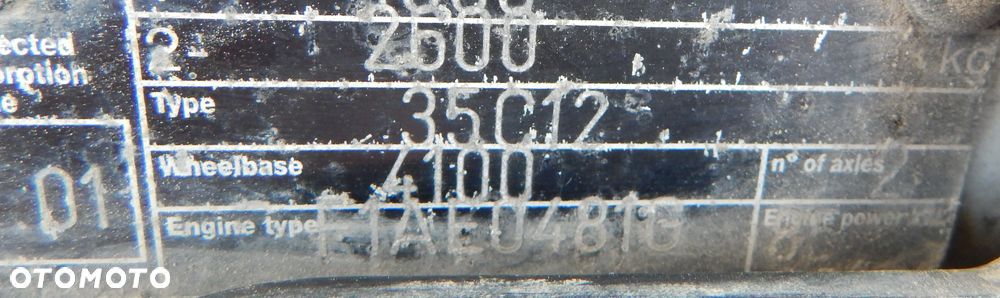 2- 2600 kg
ected
orption
e
Type 35C12
Wheelbase 4100 n° of axles 2
.01
Engine type F1AE0481G Engine power
OTOMOTO